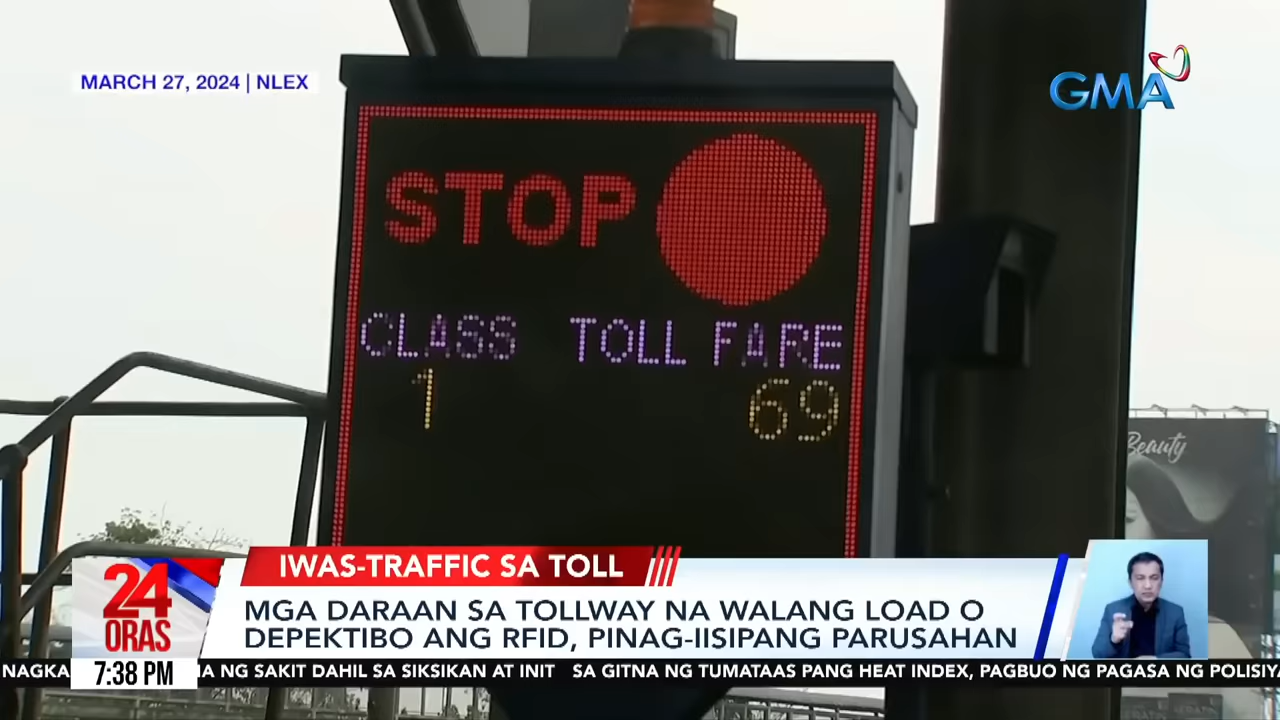 MARCH 27, 2024 | NLEX
GMA
STOP
CLASS TOLL FARE
1 69
Beauty
IWAS-TRAFFIC SA TOLL
24 ORAS
MGA DARAAN SA TOLLWAY NA WALANG LOAD O
DEPEKTIBO ANG RFID, PINAG-IISIPANG PARUSAHAN
7:38 PM
NAGKA
NG SAKIT DAHIL SA SIKSIKAN AT INIT SA GITNA NG TUMATAAS PANG HEAT INDEX, PAGBUO NG PAGASA NG POLISIYA